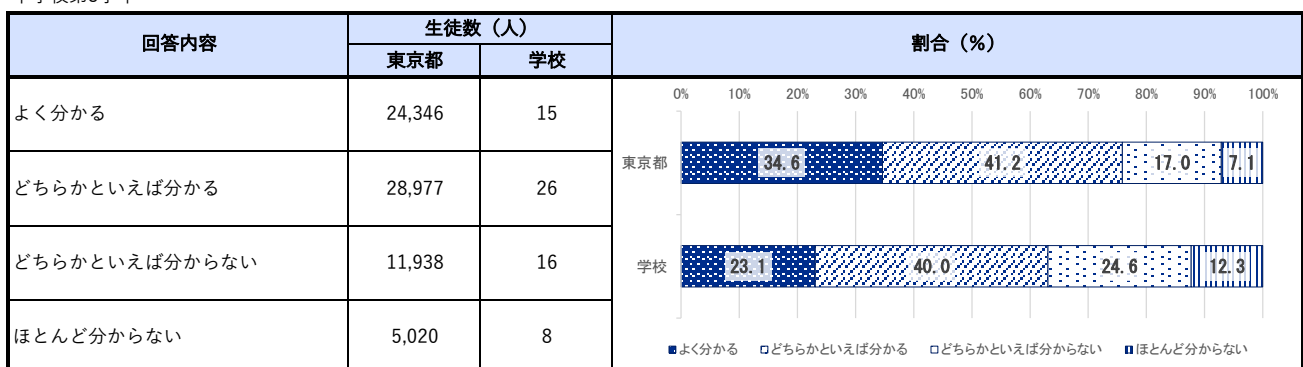 回答内容
生徒数（人）
割合（%）
東京都 学校
よく分かる 24,346 15
どちらかといえば分かる 28,977 26
どちらかといえば分からない 11,938 16
ほとんど分からない 5,020 8
0% 10% 20% 30% 40% 50% 60% 70% 80% 90% 100%
東京都 34.6 41.2 17.0 7.1
学校 23.1 40.0 24.6 12.3
よく分かる どちらかといえば分かる どちらかといえば分からない ほとんど分からない